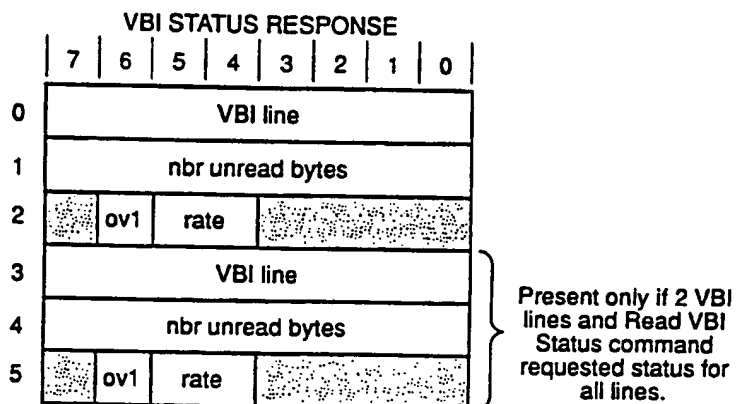 VBI STATUS RESPONSE
7 6 5 4 3 2 1 0
0 VBI line
1 nbr unread bytes
2 ov1 rate
3 VBI line
4 nbr unread bytes
5 ov1 rate
Present only if 2 VBI
lines and Read VBI
Status command
requested status for
all lines.